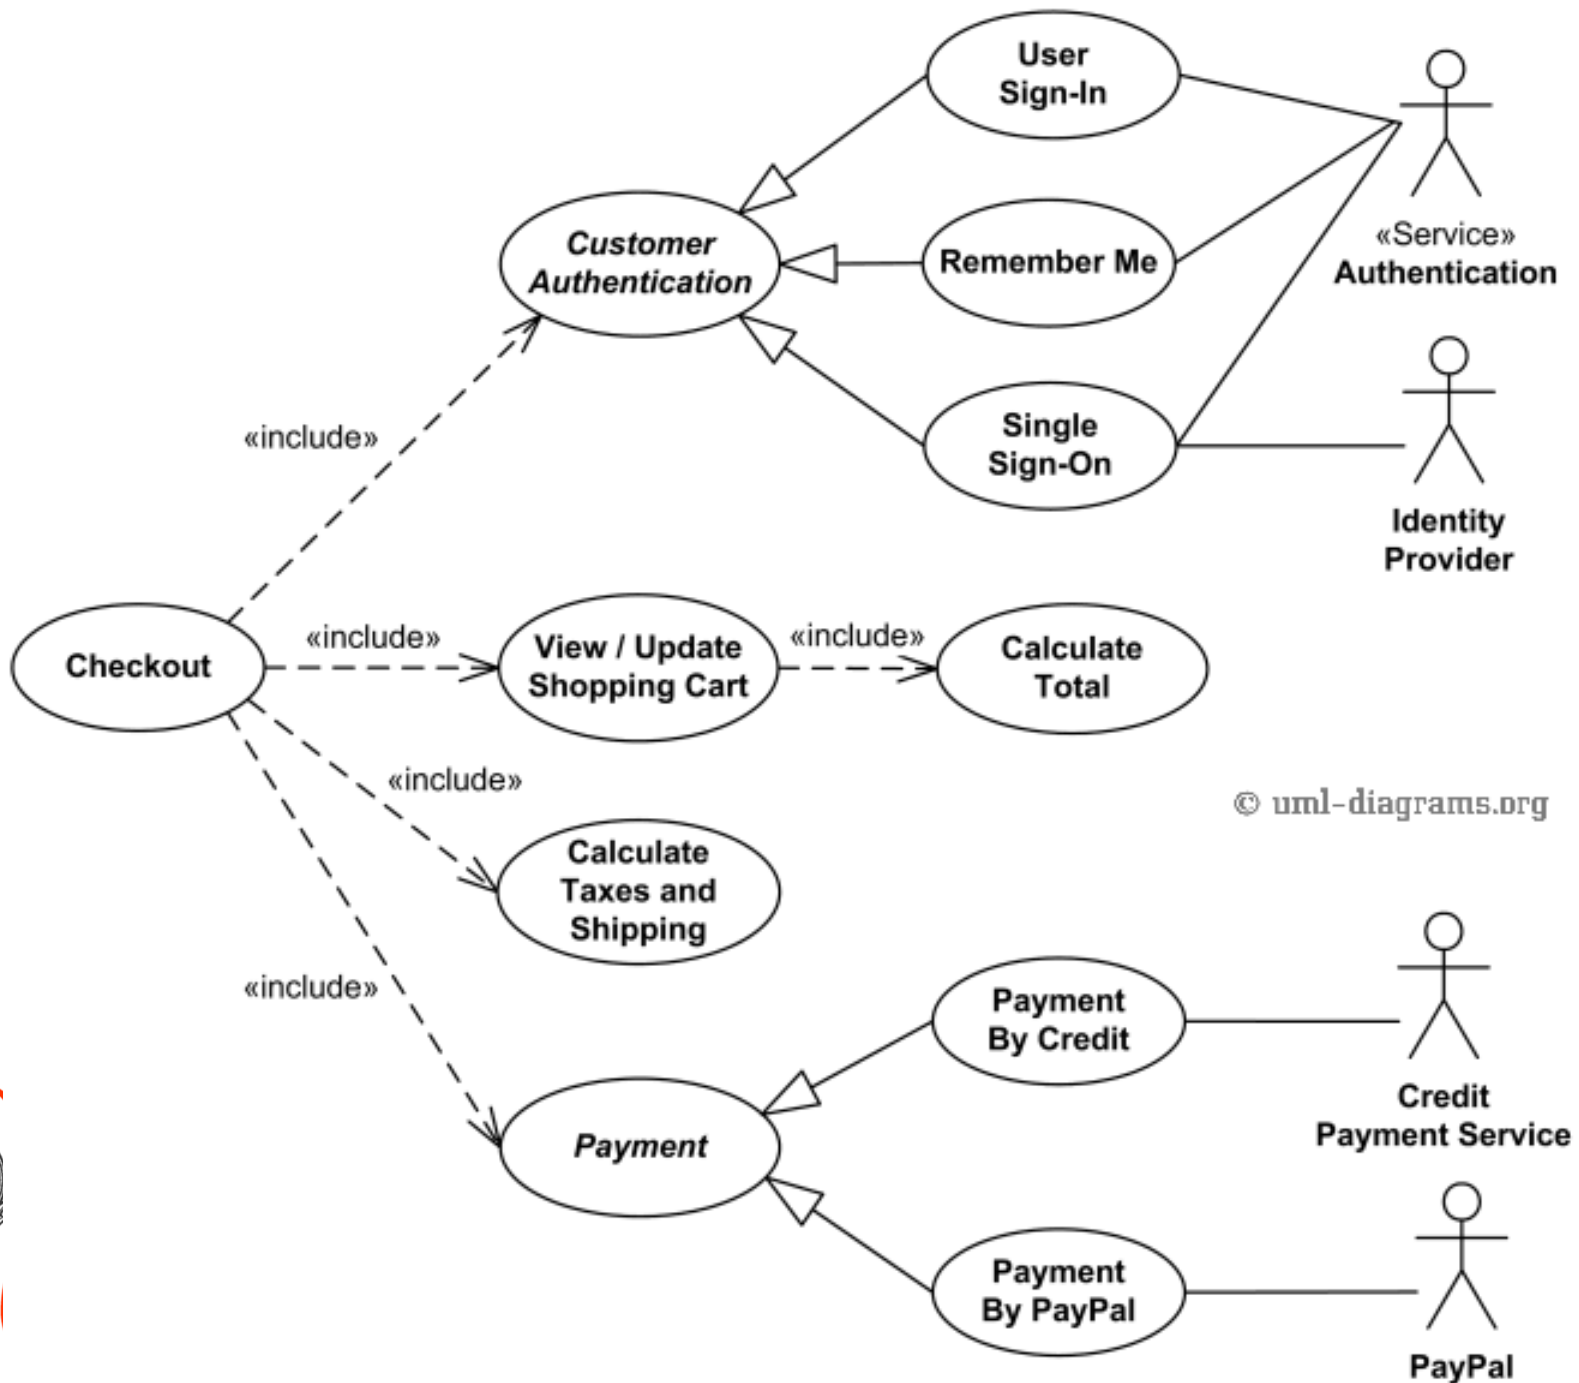 User
Sign-In
«Service»
Authentication
Customer
Authentication
Remember Me
Single
Sign-On
Identity
Provider
«include»
Checkout
«include»
View / Update
Shopping Cart
«include»
Calculate
Total
«include»
© uml-diagrams.org
Calculate
Taxes and
Shipping
«include»
Payment
By Credit
Credit
Payment Service
Payment
Payment
By PayPal
PayPal